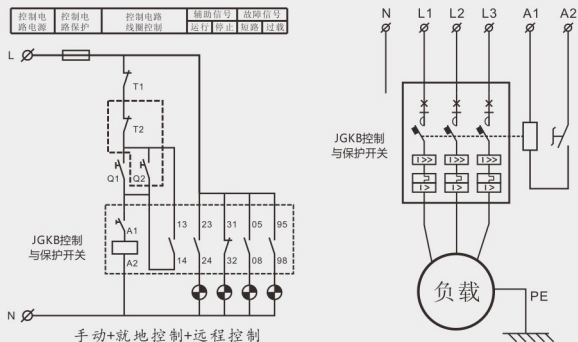 控制电路电源
控制电路保护
控制电路线圈控制
辅助信号
故障信号
运行
停止
短路
过载
L
T1
T2
Q1
Q2
JGKB控制
与保护开关
A1
A2
13
23
31
05
95
14
24
32
08
98
N
手动+就地控制+远程控制
N
L1
L2
L3
A1
A2
JGKB控制
与保护开关
I>>
I>>
I>>
I>
I>
I>
负载
PE